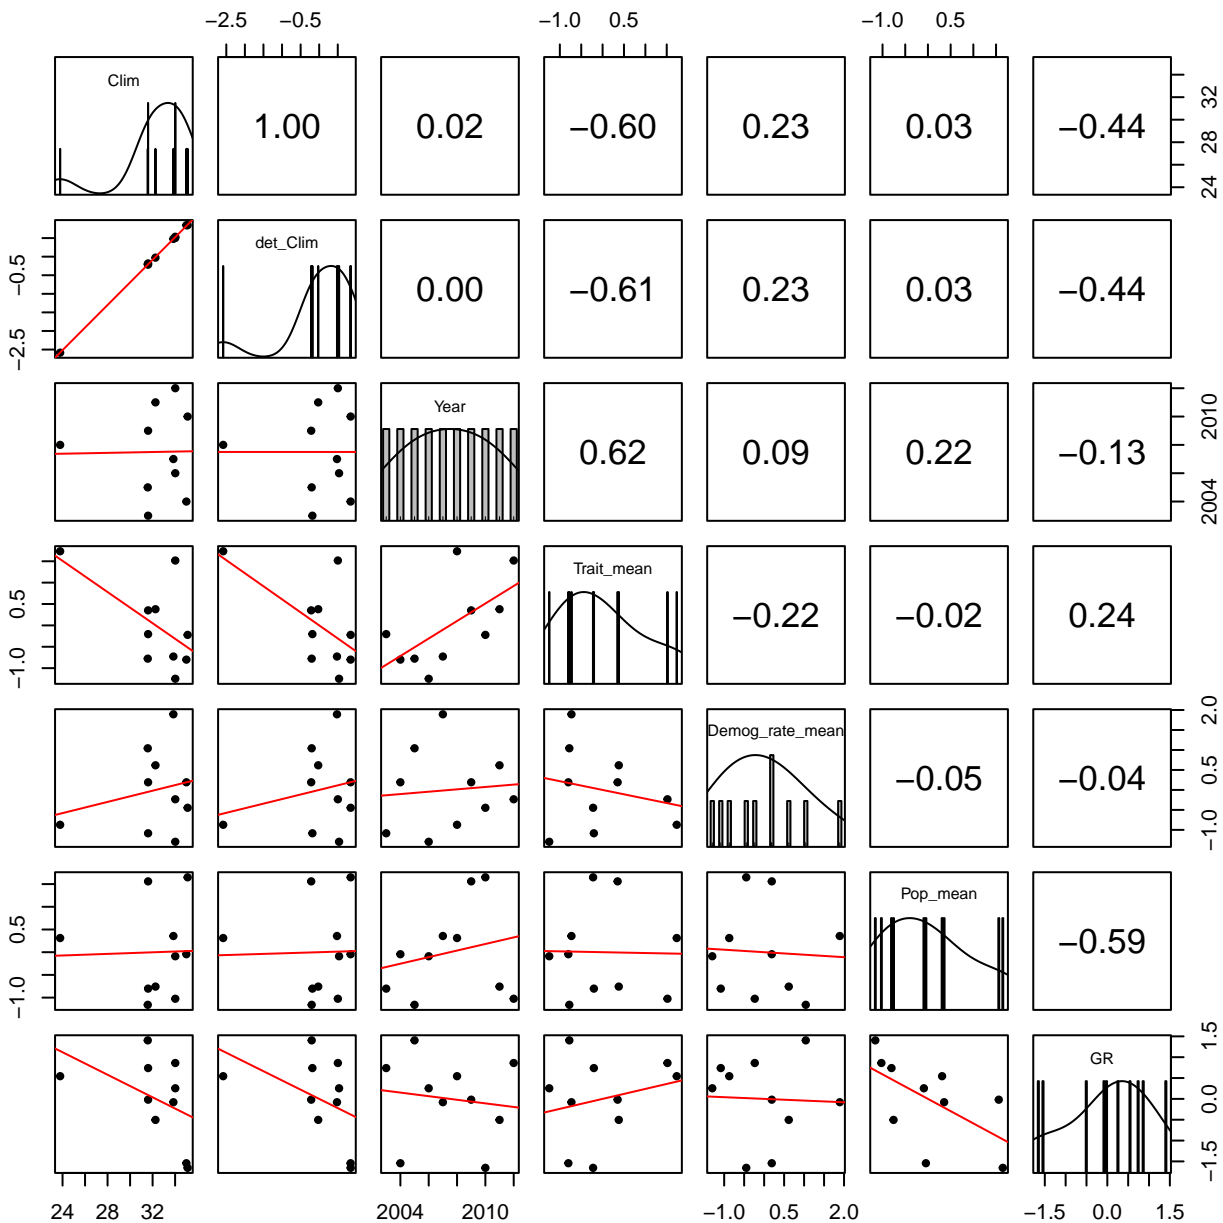 −2.5 −0.5 −1.0 0.5 −1.0 0.5
Clim 1.00 0.02 −0.60 0.23 0.03 −0.44 24 28 32
−2.5 −0.5 det_Clim 0.00 −0.61 0.23 0.03 −0.44
Year 0.62 0.09 0.22 −0.13 2004 2010
−1.0 0.5 Trait_mean −0.22 −0.02 0.24
Demog_rate_mean −0.05 −0.04 −1.0 0.5 2.0
−1.0 0.5 Pop_mean −0.59
GR −1.5 0.0 1.5
24 28 32 2004 2010 −1.0 0.5 2.0 −1.5 0.0 1.5